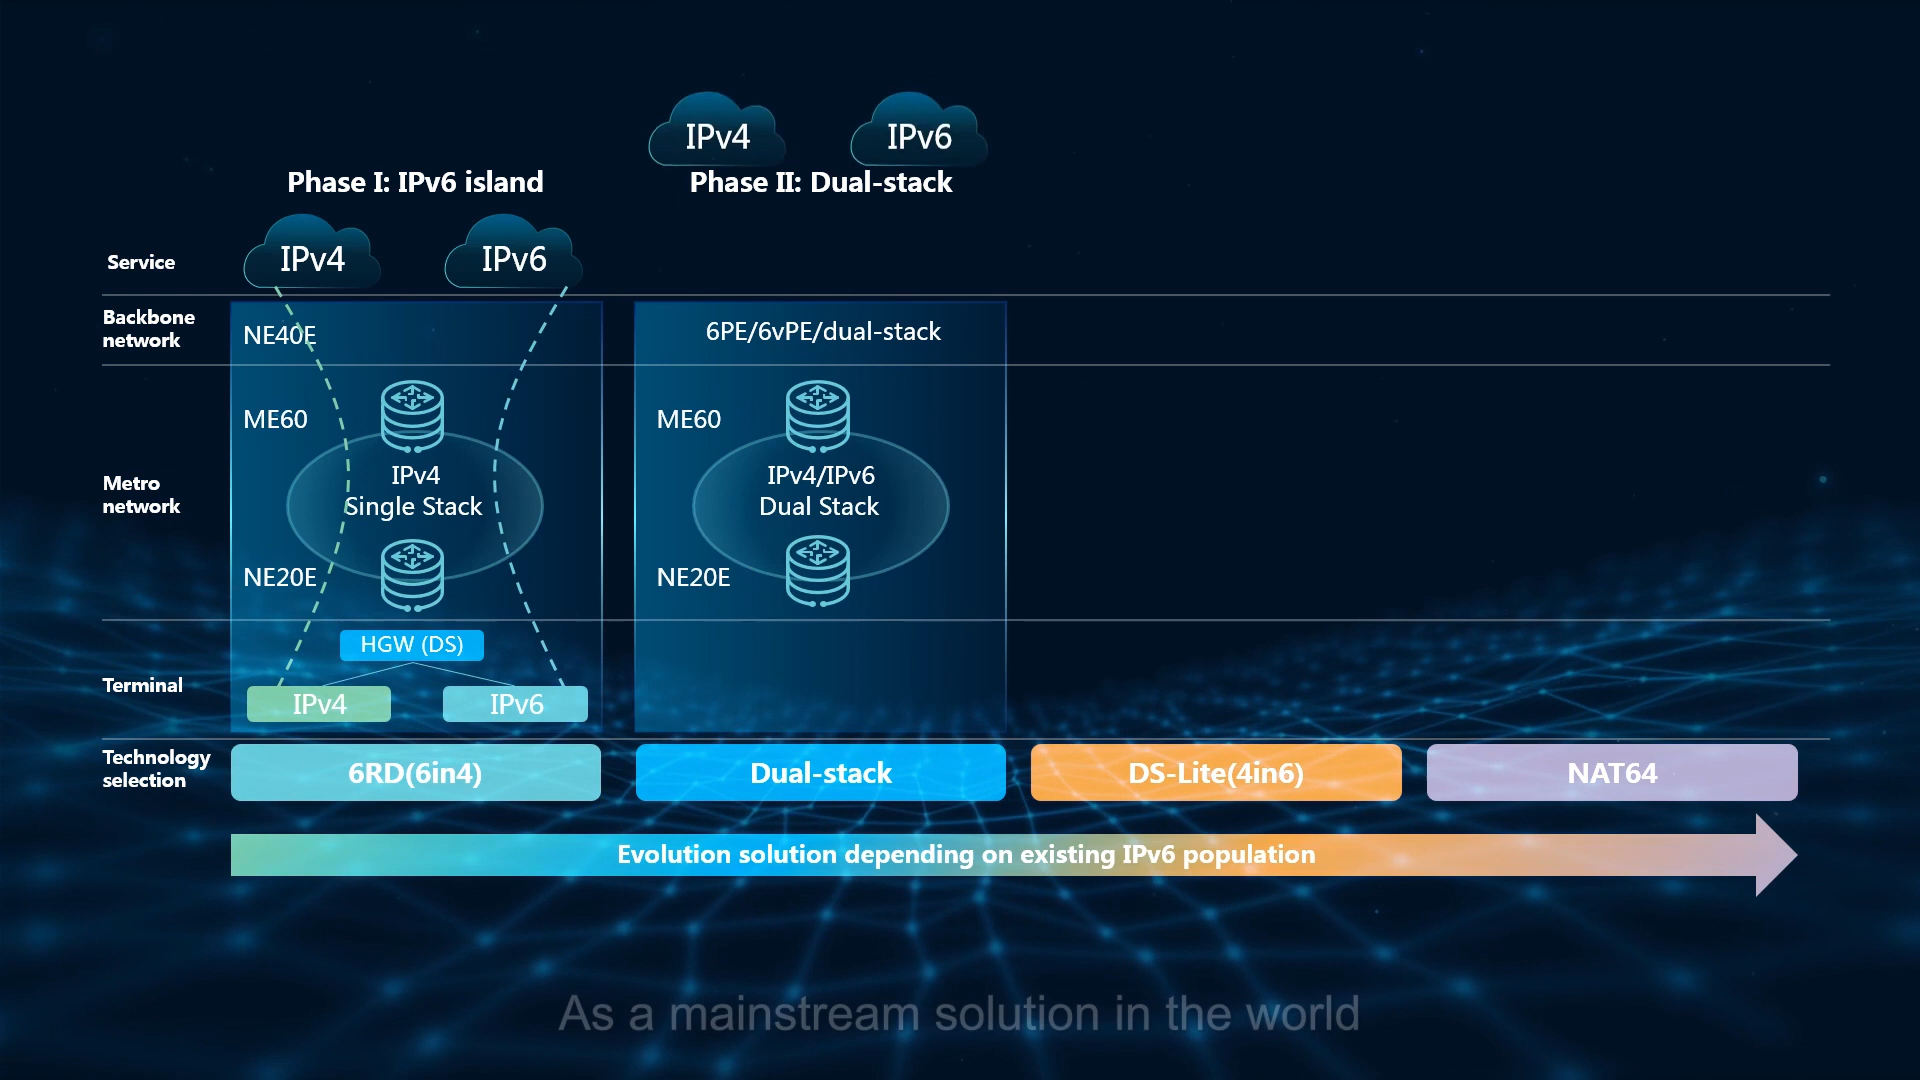 IPv4
IPv6
Phase I: IPv6 island
Phase II: Dual-stack
Service
IPv4
IPv6
Backbone
network
NE40E
6PE/6vPE/dual-stack
ME60
ME60
Metro
network
IPv4
Single Stack
IPv4/IPv6
Dual Stack
NE20E
NE20E
HGW (DS)
Terminal
IPv4
IPv6
Technology
selection
6RD(6in4)
Dual-stack
DS-Lite(4in6)
NAT64
Evolution solution depending on existing IPv6 population
As a mainstream solution in the world